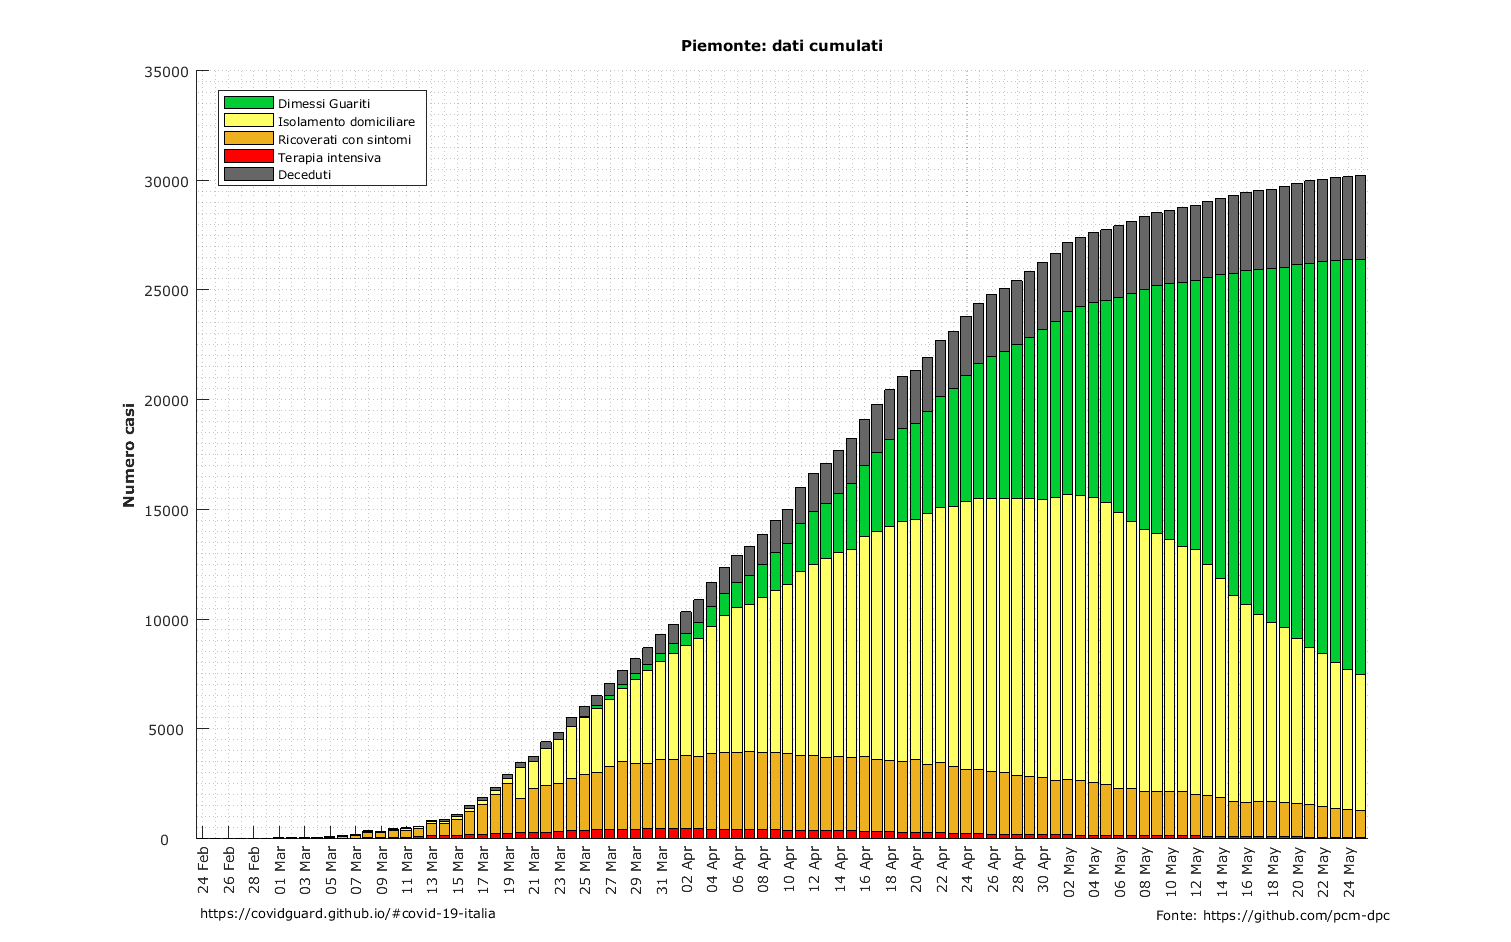 Piemonte: dati cumulati
35000
30000
25000
20000
15000
10000
5000
0
Numero casi
Dimessi Guariti
Isolamento domiciliare
Ricoverati con sintomi
Terapia intensiva
Deceduti
24 Feb
26 Feb
28 Feb
01 Mar
03 Mar
05 Mar
07 Mar
09 Mar
11 Mar
13 Mar
15 Mar
17 Mar
19 Mar
21 Mar
23 Mar
25 Mar
27 Mar
29 Mar
31 Mar
02 Apr
04 Apr
06 Apr
08 Apr
10 Apr
12 Apr
14 Apr
16 Apr
18 Apr
20 Apr
22 Apr
24 Apr
26 Apr
28 Apr
30 Apr
02 May
04 May
06 May
08 May
10 May
12 May
14 May
16 May
18 May
20 May
22 May
24 May
https://covidguard.github.io/#covid-19-italia
Fonte: https://github.com/pcm-dpc